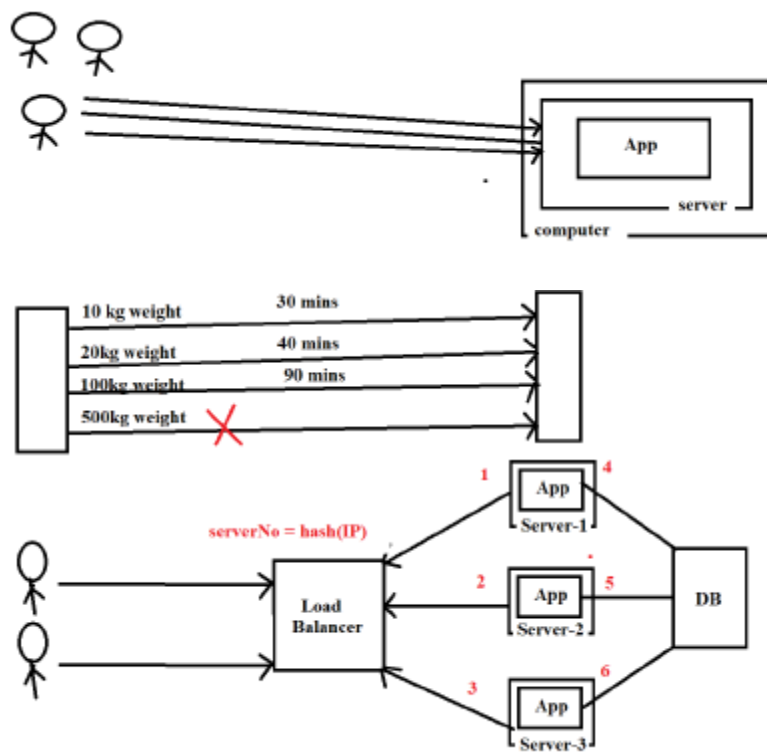 App
server
computer
10 kg weight
30 mins
20kg weight
40 mins
100kg weight
90 mins
500kg weight
1
App
4
Server-1
serverNo = hash(IP)
Load
Balancer
2
App
5
Server-2
DB
3
App
6
Server-3